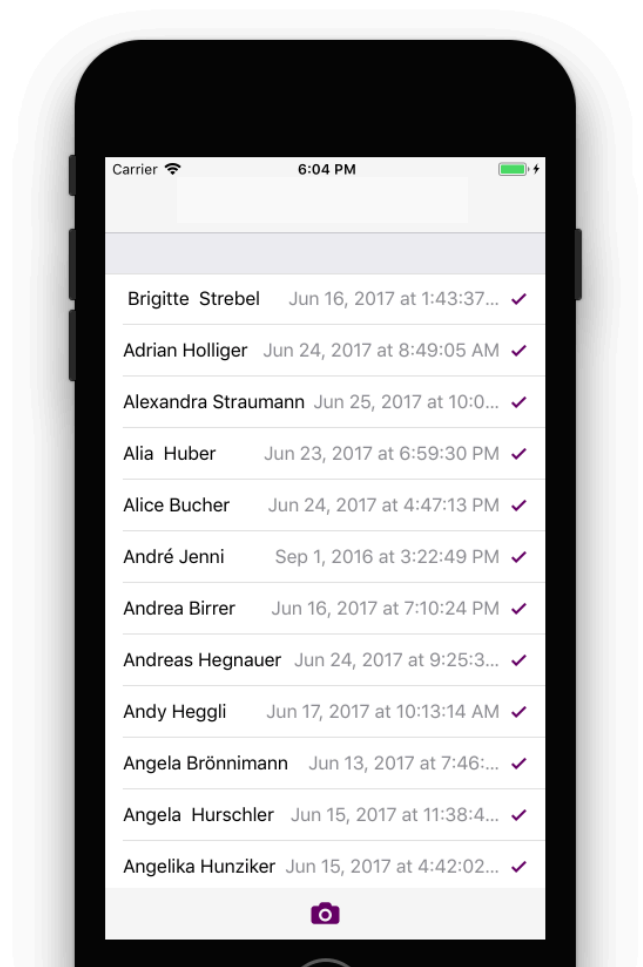 Carrier 6:04 PM
Brigitte  Strebel Jun 16, 2017 at 1:43:37...
Adrian Holliger Jun 24, 2017 at 8:49:05 AM
Alexandra Straumann Jun 25, 2017 at 10:0...
Alia  Huber Jun 23, 2017 at 6:59:30 PM
Alice Bucher Jun 24, 2017 at 4:47:13 PM
André Jenni Sep 1, 2016 at 3:22:49 PM
Andrea Birrer Jun 16, 2017 at 7:10:24 PM
Andreas Hegnauer Jun 24, 2017 at 9:25:3...
Andy Heggli Jun 17, 2017 at 10:13:14 AM
Angela Brönnimann Jun 13, 2017 at 7:46:...
Angela  Hurschler Jun 15, 2017 at 11:38:4...
Angelika Hunziker Jun 15, 2017 at 4:42:02...